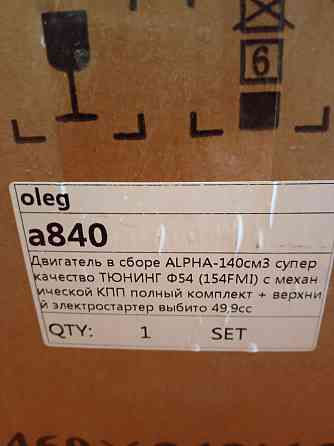 6
oleg
a840
Двигатель в сборе ALPHA-140см3 супер
качество ТЮНИНГ Ф54 (154FMI) с механ
ической КПП полный комплект + верхни
й электростартер выбито 49,9cc
QTY: 1 SET